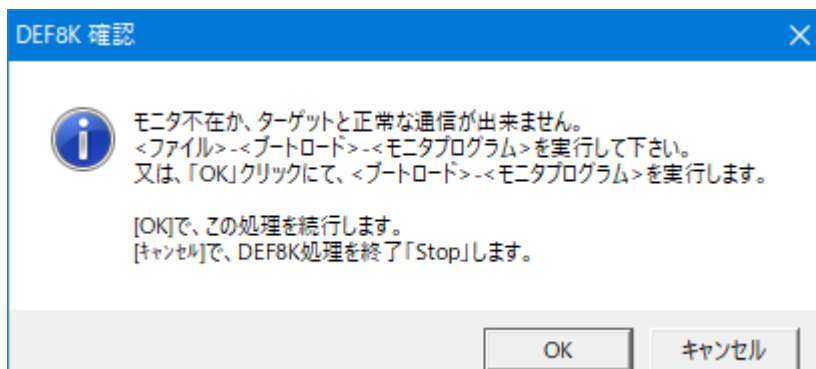 DEF8K 確認
モニタ不在か、ターゲットと正常な通信が出来ません。
<ファイル>-<ブートロード>-<モニタプログラム>を実行して下さい。
又は、「OK」クリックにて、<ブートロード>-<モニタプログラム>を実行します。
[OK]で、この処理を続行します。
[ｷｬﾝｾﾙ]で、DEF8K処理を終了「Stop」します。
OK
キャンセル